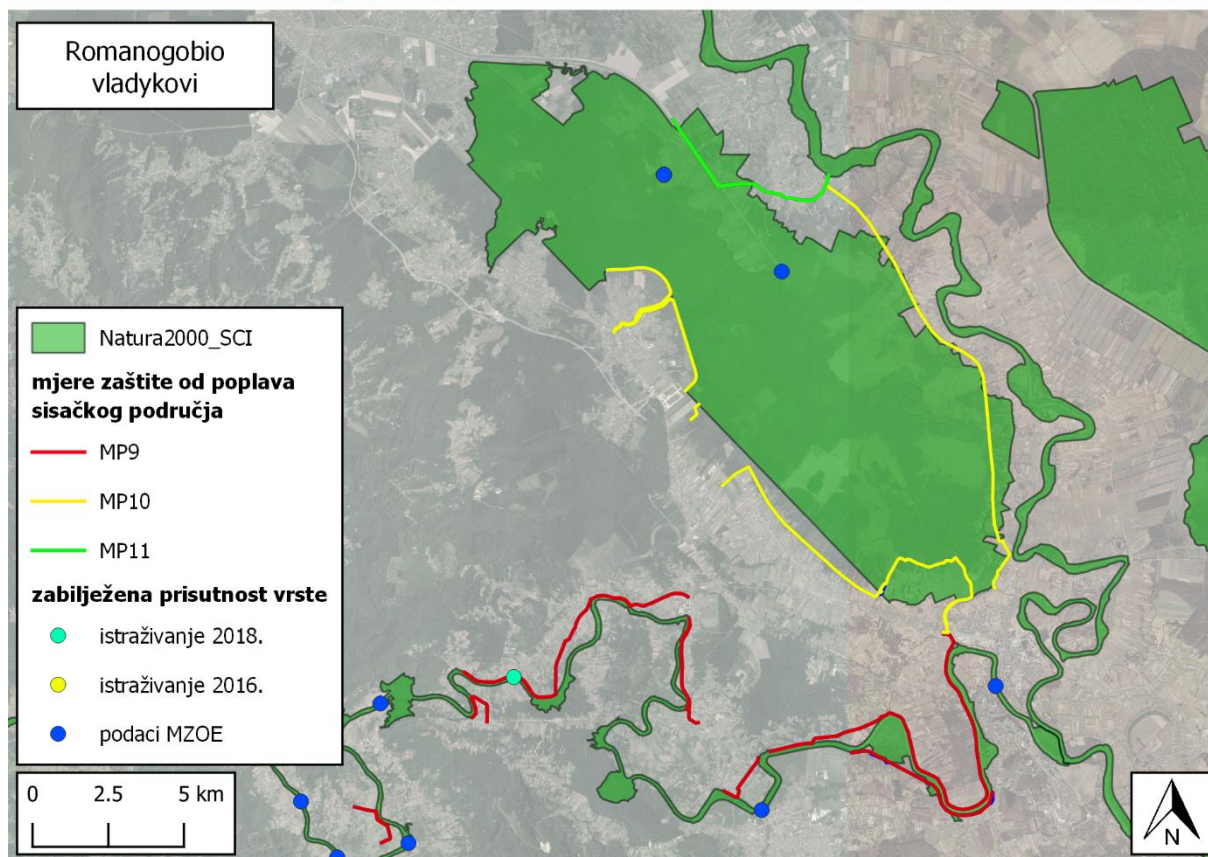 Romanogobio
vladykovi
Natura2000_SCI
mjere zaštite od poplava
sisačkog područja
MP9
MP10
MP11
zabilježena prisutnost vrste
istraživanje 2018.
istraživanje 2016.
podaci MZOE
0 2.5 5 km
N